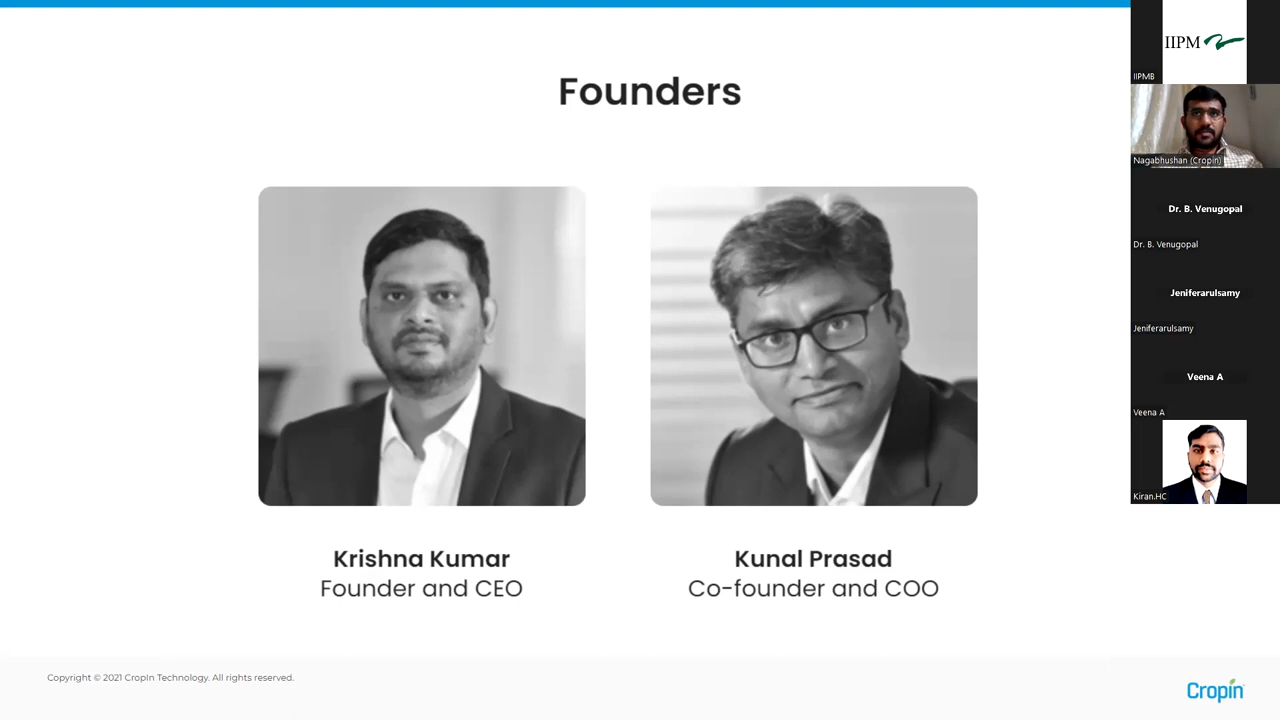 Founders
Krishna Kumar
Founder and CEO
Kunal Prasad
Co-founder and COO
Copyright © 2021 CropIn Technology. All rights reserved.
Cropin
IIPM
IIPMB
Nagabhushan (Cropin)
Dr. B. Venugopal
Dr. B. Venugopal
Jeniferarulsamy
Jeniferarulsamy
Veena A
Veena A
Kiran.HC